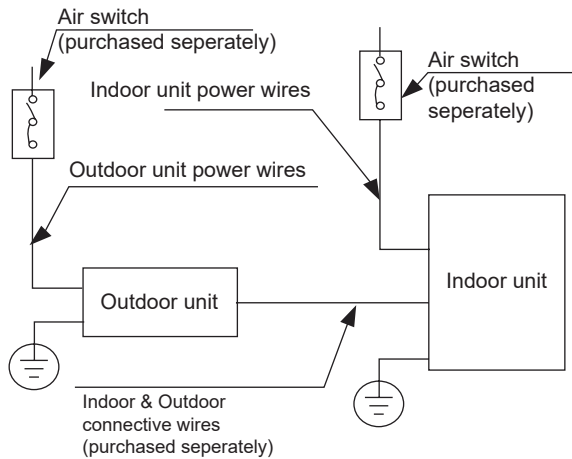 Air switch
(purchased seperately)
Air switch
(purchased
seperately)
Indoor unit power wires
Outdoor unit power wires
Outdoor unit
Indoor unit
Indoor & Outdoor
connective wires
(purchased seperately)